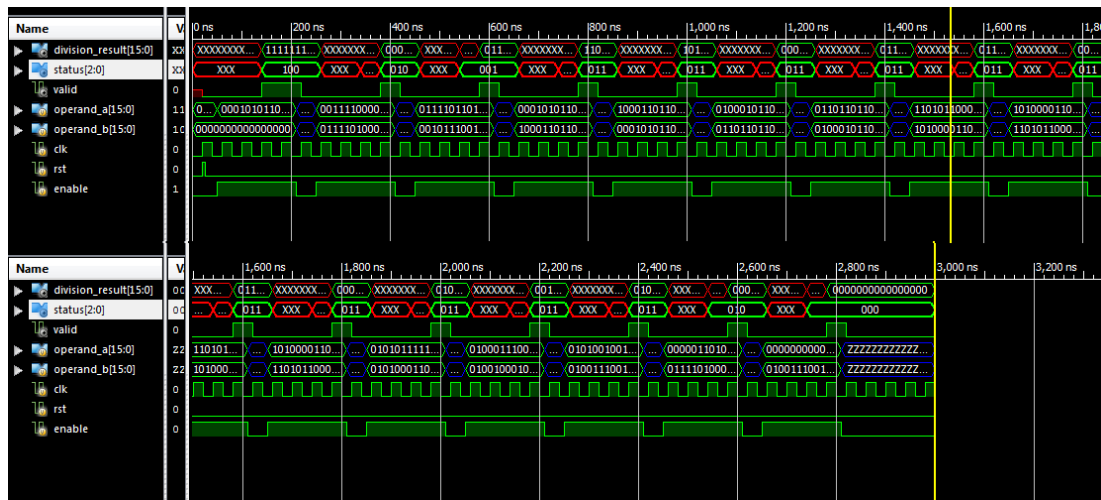 Name V. 0 ns 200 ns 400 ns 600 ns 800 ns 1,000 ns 1,200 ns 1,400 ns 1,600 ns 1,8
division_result[15:0] XX XXXXXXXX... 1111111... XXXXXXX... 000... XXX... ... 011... XXXXXXX... 110... XXXXXXX... 101... XXXXXXX... 000... XXXXXXX... 011... XXXXXXX... 011... XXXXXXX... 00...
status[2:0] XX XXX 100 XXX ... 010 XXX 001 XXX ... 011 XXX ... 011 XXX ... 011 XXX ... 011 XXX ... 011 XXX ... 011
valid 0
operand_a[15:0] 11 0... 0001010110... ... 0011110000... ... 0111101101... ... 0001010110... ... 1000110110... ... 0100010110... ... 0110110110... ... 1101011000... ... 1010000110...
operand_b[15:0] 10 0000000000000000 ... 0111101000... ... 0010111001... ... 1000110110... ... 0001010110... ... 0110110110... ... 0100010110... ... 1010000110... ... 1101011000...
clk 0
rst 0
enable 1
Name V. 1,600 ns 1,800 ns 2,000 ns 2,200 ns 2,400 ns 2,600 ns 2,800 ns 3,000 ns 3,200 ns
division_result[15:0] 00 XXX... 011... XXXXXXX... 000... XXXXXXX... 010... XXXXXXX... 001... XXXXXXX... 010... XXX... ... 000... XXX... ... 0000000000000000
status[2:0] 00 ... ... 011 XXX ... 011 XXX ... 011 XXX ... 011 XXX ... 011 XXX 010 XXX 000
valid 0
operand_a[15:0] ZZ 110101... ... 1010000110... ... 0101011111... ... 0100011100... ... 0101001001... ... 0000011010... ... 0000000000... ZZZZZZZZZZZZ...
operand_b[15:0] ZZ 101000... ... 1101011000... ... 0101000110... ... 0100100010... ... 0100111001... ... 0111101000... ... 0100111001... ZZZZZZZZZZZZ...
clk 0
rst 0
enable 0